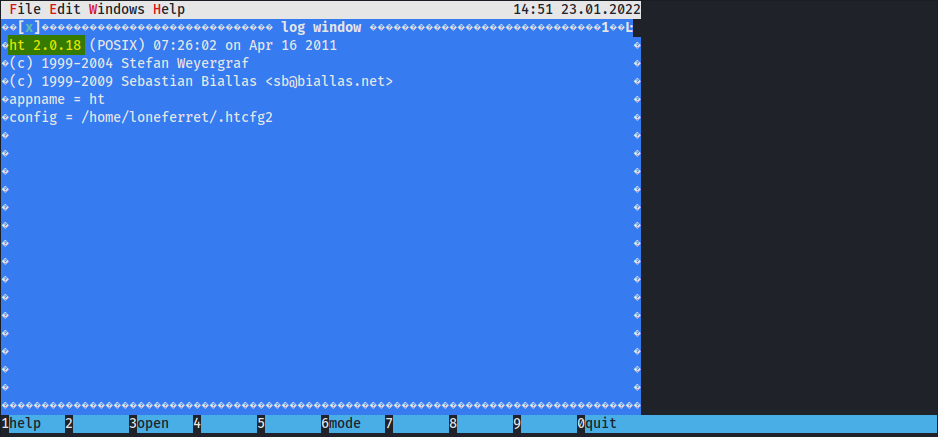 File Edit Windows Help 14:51 23.01.2022
[x] log window 1
ht 2.0.18 (POSIX) 07:26:02 on Apr 16 2011
(c) 1999-2004 Stefan Weyergraf
(c) 1999-2009 Sebastian Biallas <sb@biallas.net>
appname = ht
config = /home/loneferret/.htcfg2
1help 2 3open 4 5 6mode 7 8 9 0quit